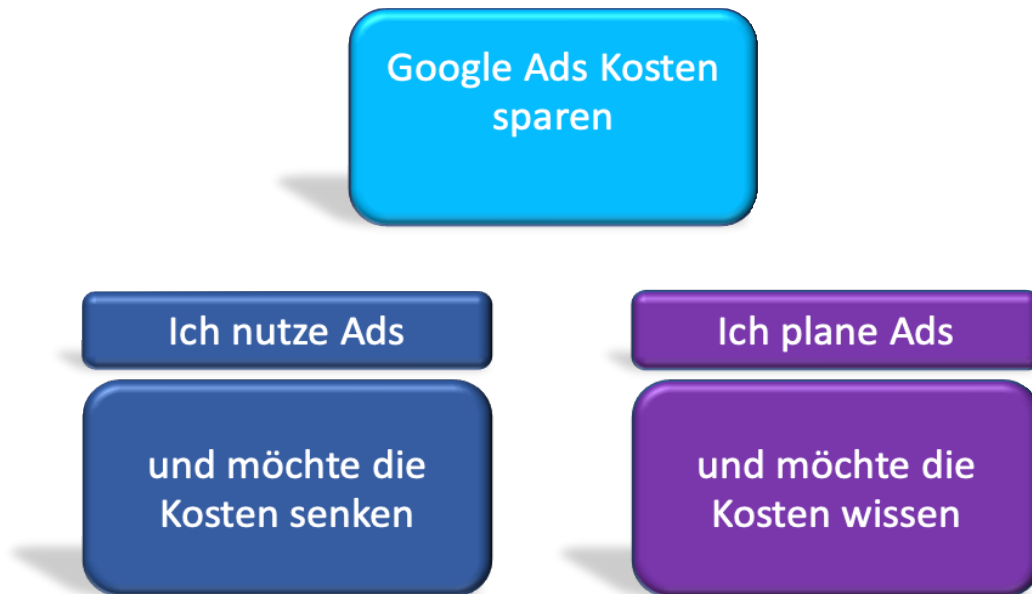 Google Ads Kosten
sparen
Ich nutze Ads
und möchte die
Kosten senken
Ich plane Ads
und möchte die
Kosten wissen